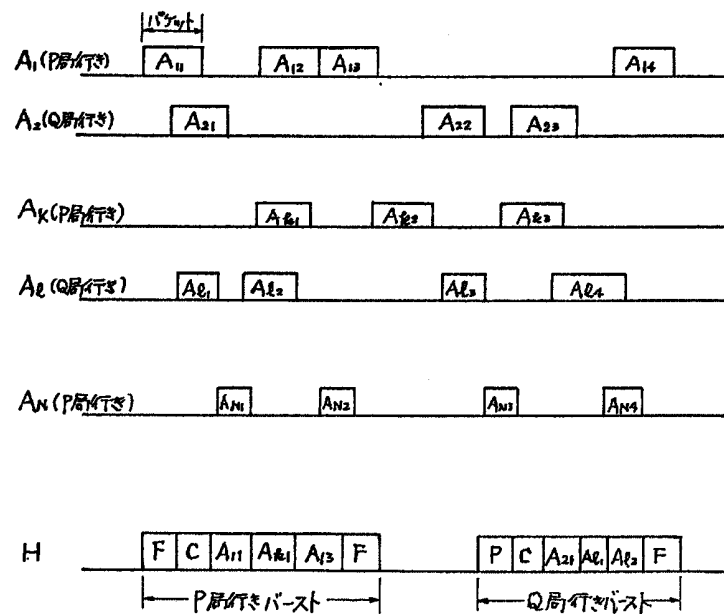 パケット
A1(P局行き) A11 A12 A13 A14
A2(Q局行き) A21 A22 A23
Ak(P局行き) Ak1 Ak2 Ak3
Aℓ(Q局行き) Aℓ1 Aℓ2 Aℓ3 Aℓ4
AN(P局行き) AN1 AN2 AN3 AN4
H F C A11 Ak1 A13 F P C A21 Aℓ1 Aℓ2 F
P局行きバースト Q局行きバースト